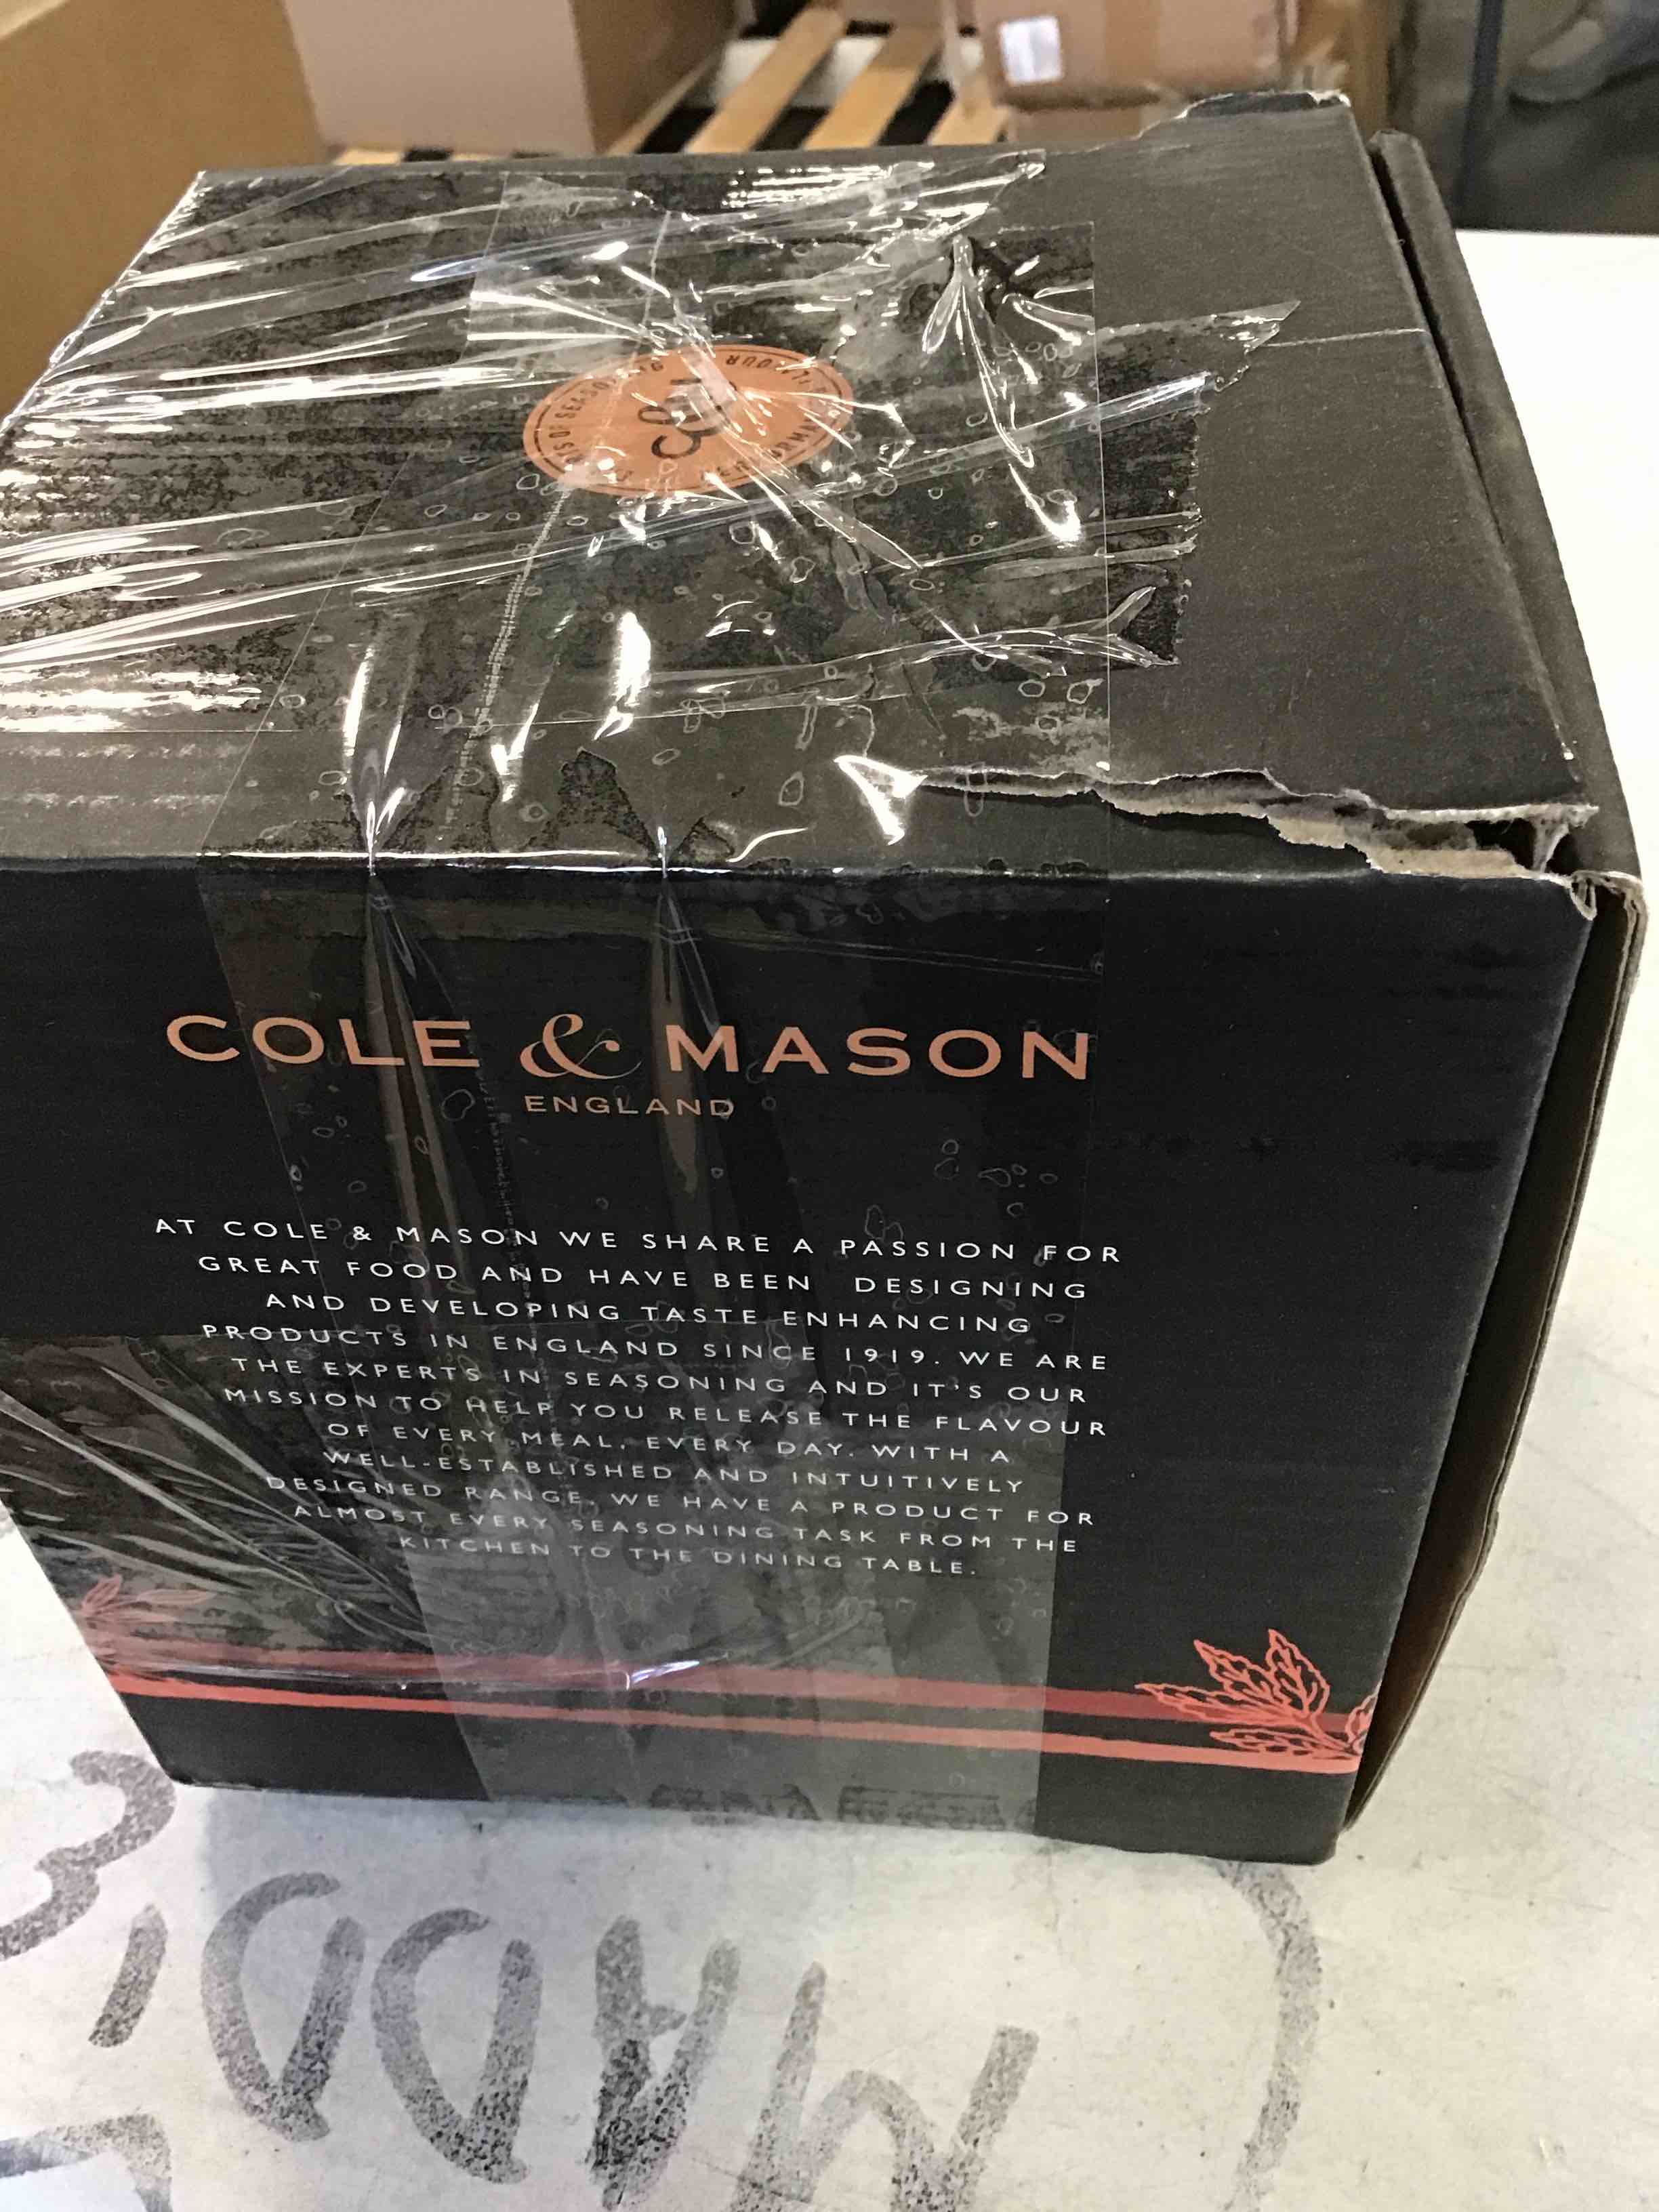 COLE & MASON
ENGLAND
AT COLE & MASON WE SHARE A PASSION FOR
GREAT FOOD AND HAVE BEEN DESIGNING
AND DEVELOPING TASTE ENHANCING
PRODUCTS IN ENGLAND SINCE 1919. WE ARE
THE EXPERTS IN SEASONING AND IT'S OUR
MISSION TO HELP YOU RELEASE THE FLAVOUR
OF EVERY MEAL, EVERY DAY. WITH A
WELL-ESTABLISHED AND INTUITIVELY
DESIGNED RANGE, WE HAVE A PRODUCT FOR
ALMOST EVERY SEASONING TASK FROM THE
KITCHEN TO THE DINING TABLE.